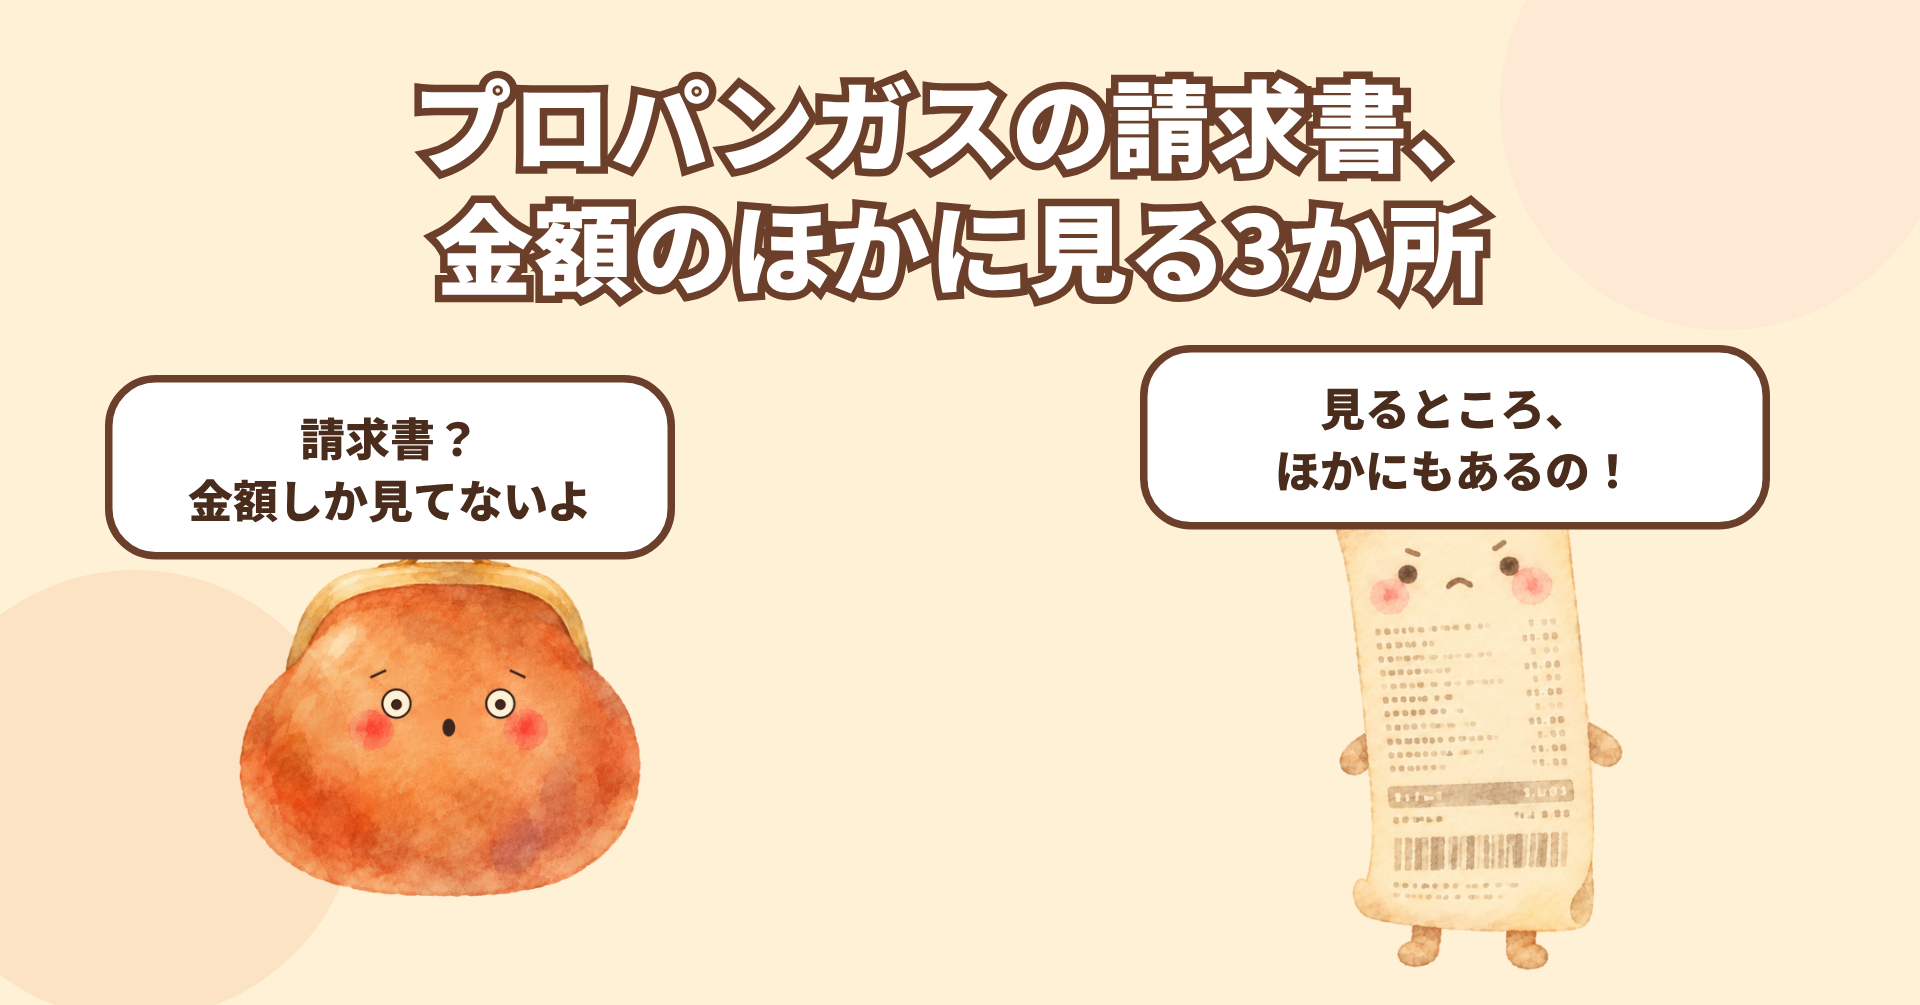 プロパンガスの請求書、
金額のほかに見る3か所
請求書？
金額しか見てないよ
見るところ、
ほかにもあるの！